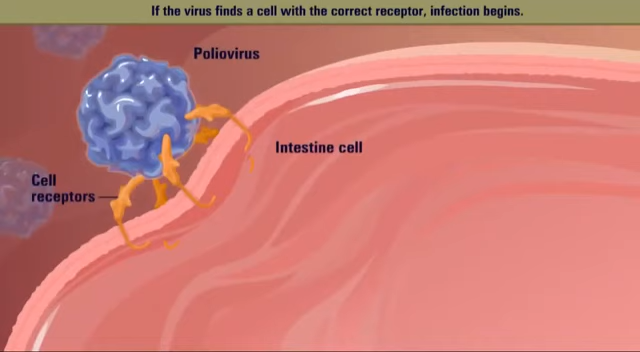 If the virus finds a cell with the correct receptor, infection begins.
Poliovirus
Intestine cell
Cell
receptors